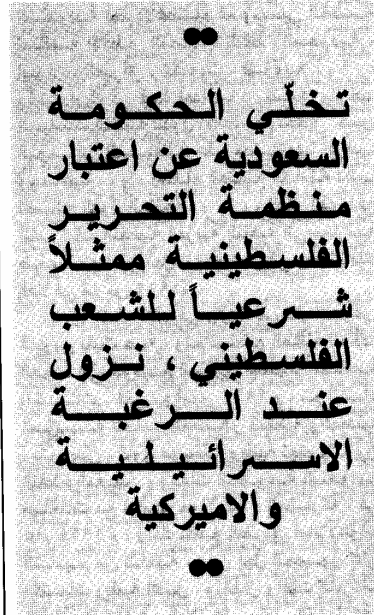 تخلّي الحكومة
السعودية عن اعتبار
منظمة التحرير
الفلسطينية ممثلاً
شرعياً للشعب
الفلسطيني ، نزول
عند الرغبة
الاسرائيلية
والاميركية